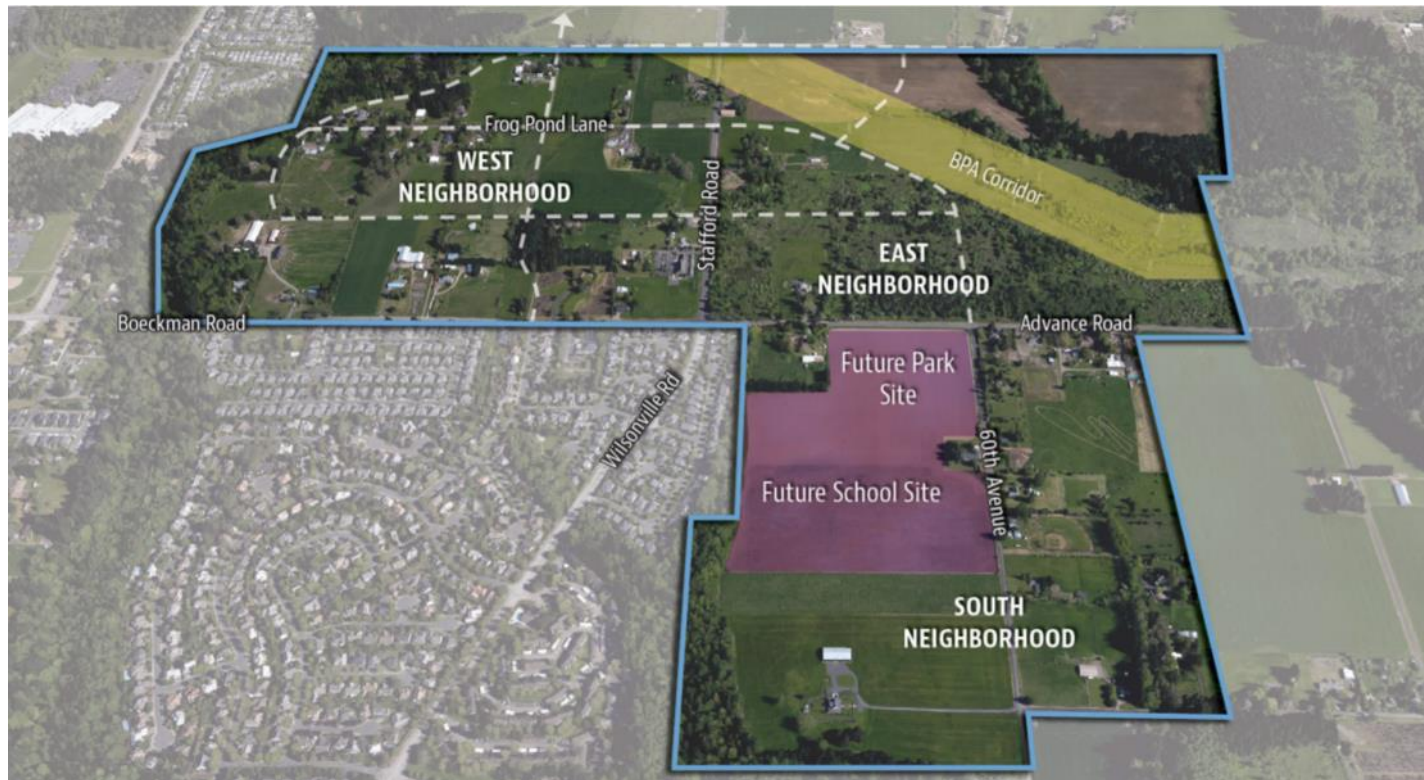 Frog Pond Lane
WEST
NEIGHBORHOOD
Stafford Road
BPA Corridor
EAST
NEIGHBORHOOD
Boeckman Road
Advance Road
Future Park
Site
Wilsonville Rd
60th Avenue
Future School Site
SOUTH
NEIGHBORHOOD